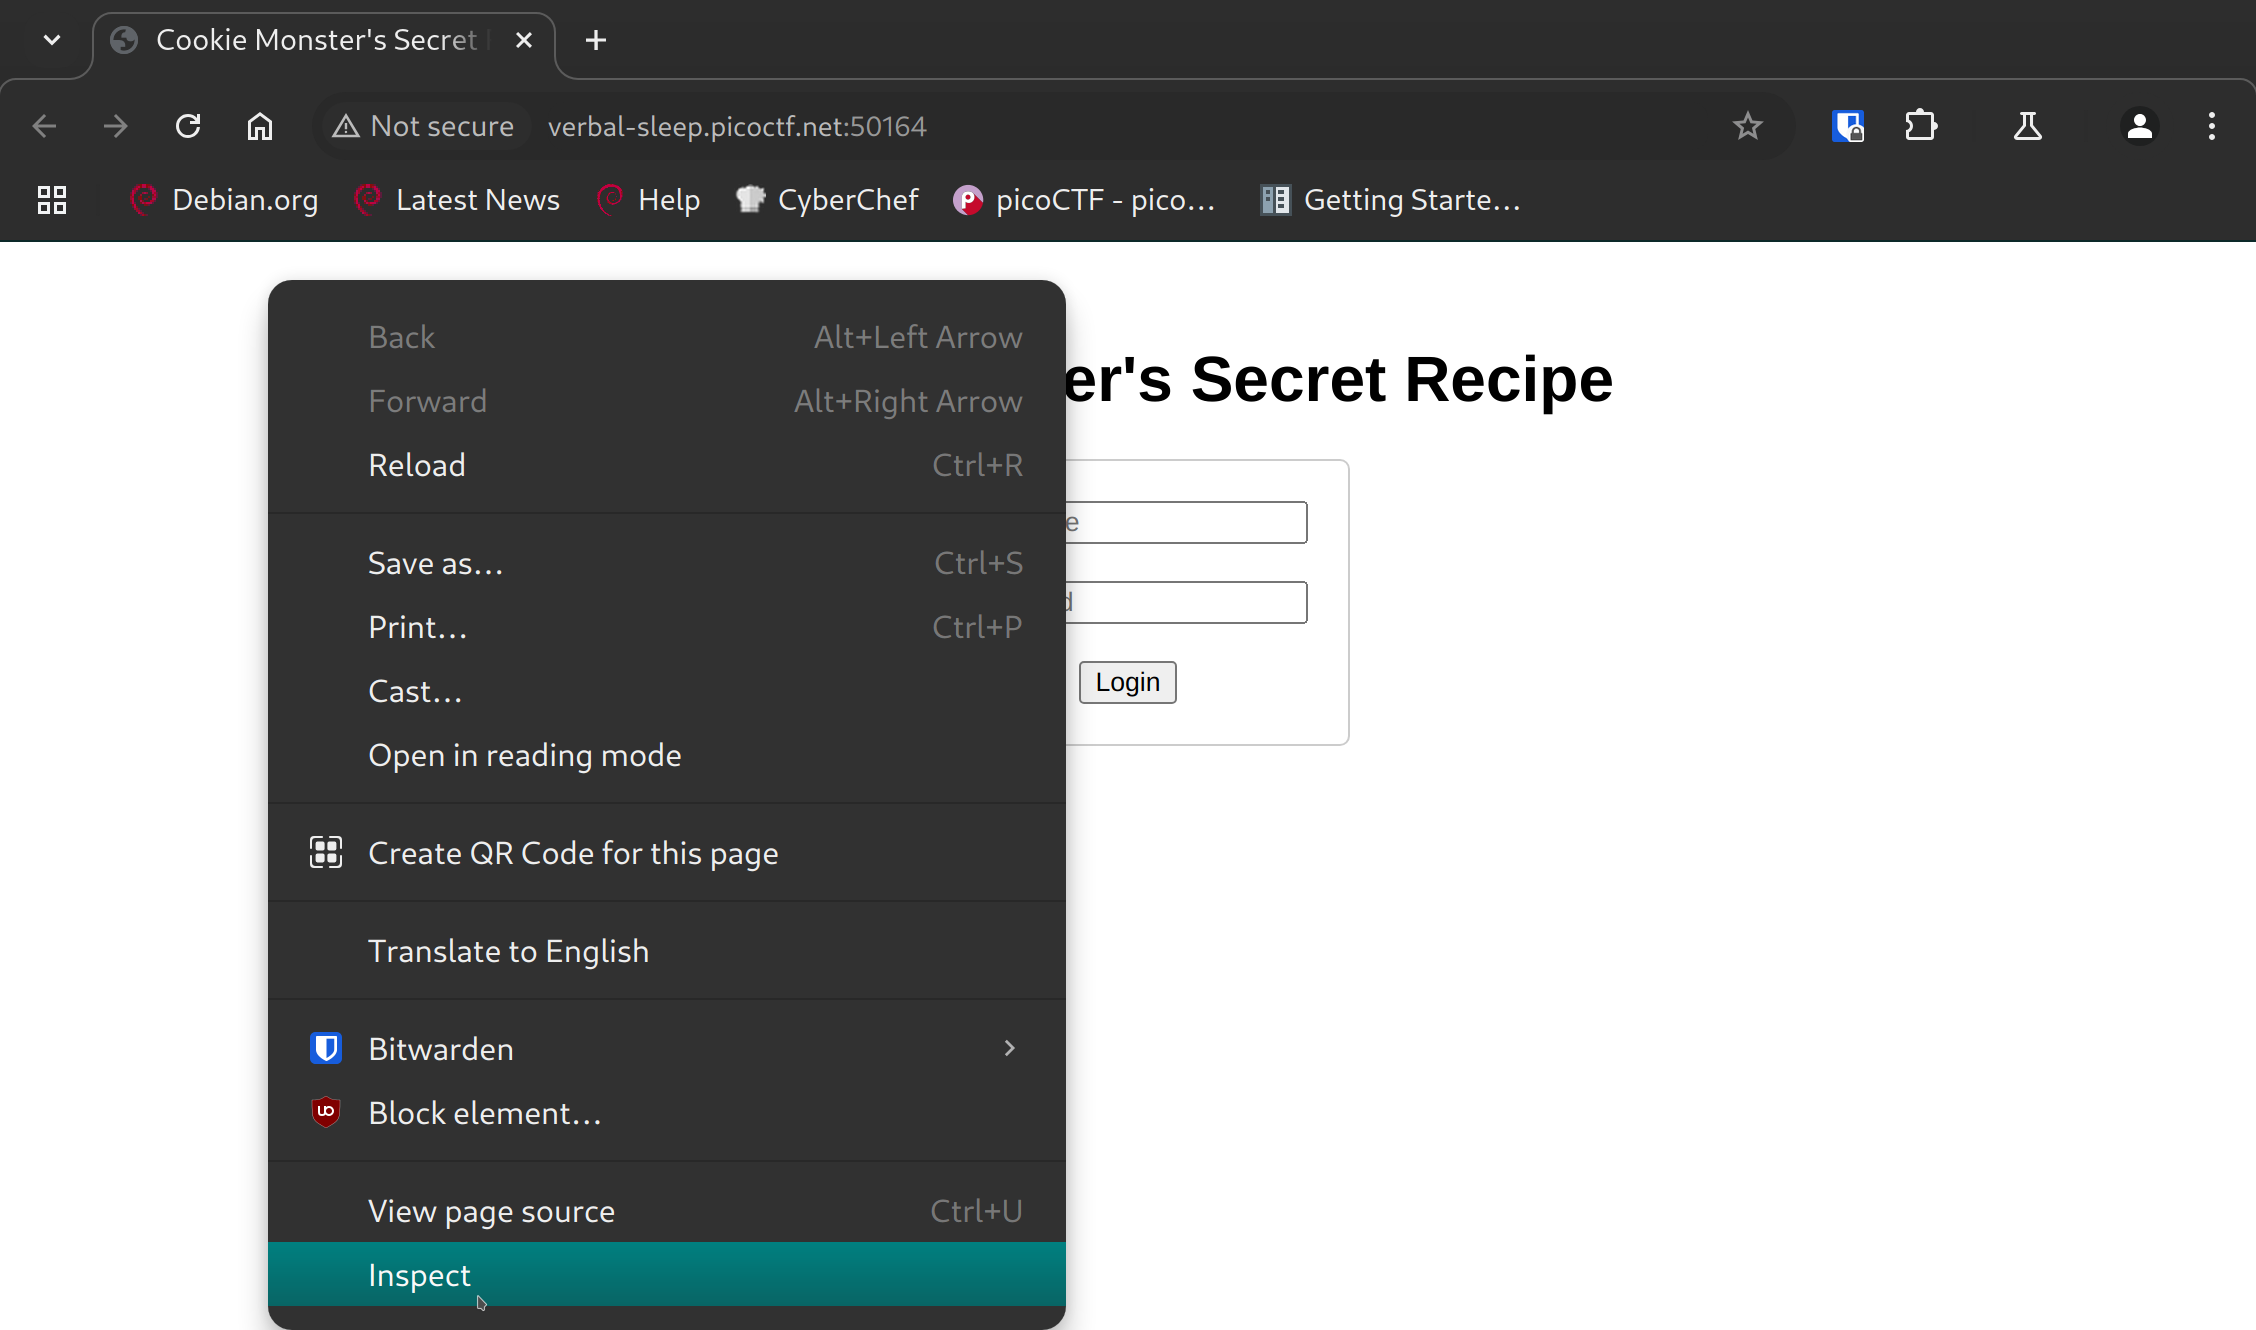 Cookie Monster's Secret
Not secure verbal-sleep.picoctf.net:50164
Debian.org Latest News Help CyberChef picoCTF - pico... Getting Starte...
Back Alt+Left Arrow
Forward Alt+Right Arrow
Reload Ctrl+R
Save as... Ctrl+S
Print... Ctrl+P
Cast...
Open in reading mode
Create QR Code for this page
Translate to English
Bitwarden
Block element...
View page source Ctrl+U
Inspect
er's Secret Recipe
e
d
Login